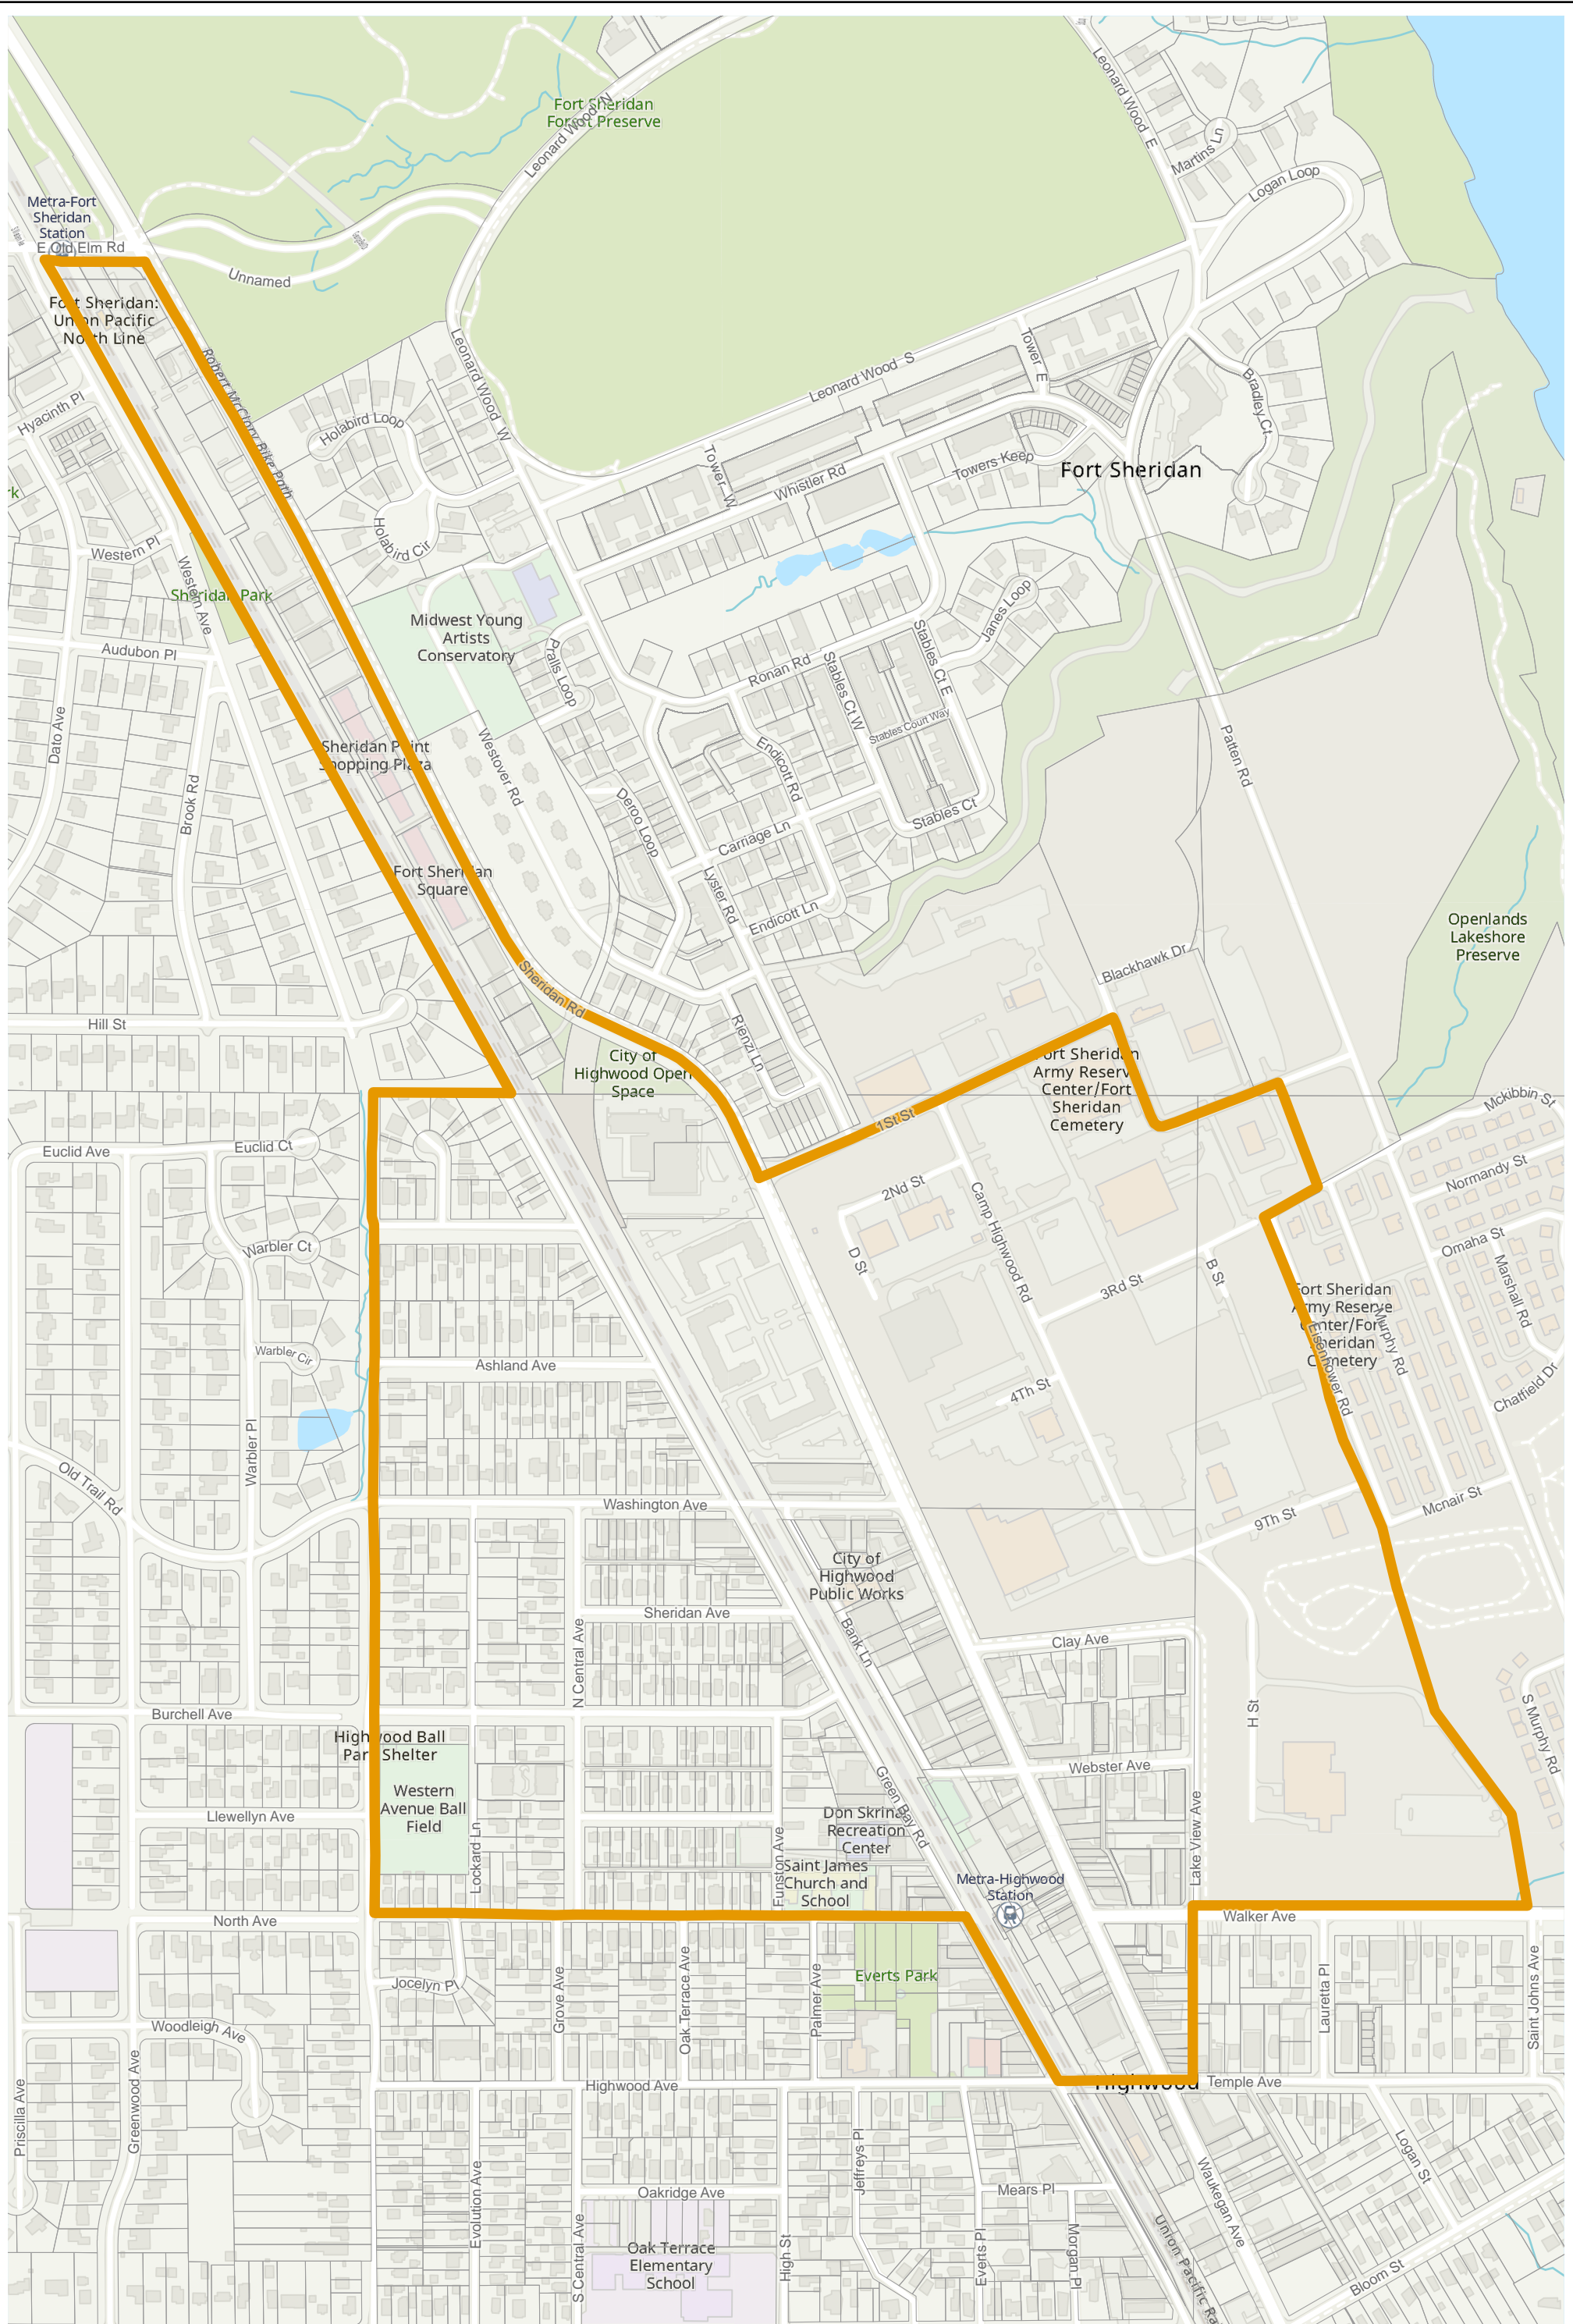 Leonard Wood E
Fort Sheridan
Forest Preserve
Leonard Wood N
Martins Ln
Logan Loop
Metra-Fort
Sheridan
Station
E Old Elm Rd
Unnamed
Fort Sheridan:
Union Pacific
North Line
Robert McClory Bike Path
Leonard Wood W
Leonard Wood S
Tower E
Bradley Ct
Hyacinth Pl
Holabird Loop
Tower W
Whistler Rd
Towers Keep
Fort Sheridan
rk
Holabird Cir
Western Pl
Western Ave
Sheridan Park
Midwest Young
Artists
Conservatory
Janes Loop
Audubon Pl
Pralls Loop
Ronan Rd
Stables Ct W
Stables Ct E
Stables Court Way
Dato Ave
Sheridan Point
Shopping Plaza
Westover Rd
Endicott Rd
Patten Rd
Brook Rd
Deroo Loop
Carriage Ln
Stables Ct
Fort Sheridan
Square
Lyster Rd
Endicott Ln
Openlands
Lakeshore
Preserve
Blackhawk Dr
Sheridan Rd
Hill St
Rienzi Ln
City of
Highwood Open
Space
Fort Sheridan
Army Reserve
Center/Fort
Sheridan
Cemetery
1St St
Mckibbin St
Euclid Ave
Euclid Ct
Normandy St
2Nd St
Camp Highwood Rd
Warbler Ct
D St
3Rd St
B St
Omaha St
Marshall Rd
Fort Sheridan
Army Reserve
Center/Fort
Sheridan
Cemetery
Murphy Rd
Eisenhower Rd
Warbler Cir
Ashland Ave
4Th St
Chatfield Dr
Warbler Pl
Old Trail Rd
Washington Ave
9Th St
Mcnair St
City of
Highwood
Public Works
Sheridan Ave
Bank Ln
Clay Ave
N Central Ave
Burchell Ave
H St
S Murphy Rd
Highwood Ball
Park Shelter
Western
Avenue Ball
Field
Webster Ave
Llewellyn Ave
Green Bay Rd
Don Skrinar
Recreation
Center
Lockard Ln
Funston Ave
Saint James
Church and
School
Lake View Ave
Metra-Highwood
Station
North Ave
Walker Ave
Jocelyn Pl
Grove Ave
Oak Terrace Ave
Palmer Ave
Everts Park
Lauretta Pl
Saint Johns Ave
Woodleigh Ave
Highwood Ave
Highwood
Temple Ave
Priscilla Ave
Greenwood Ave
Evolution Ave
Jeffreys Pl
Logan St
Oakridge Ave
Mears Pl
Waukegan Ave
S Central Ave
Oak Terrace
Elementary
School
High St
Everts Pl
Morgan Pl
Union Pacific Ra
Bloom St